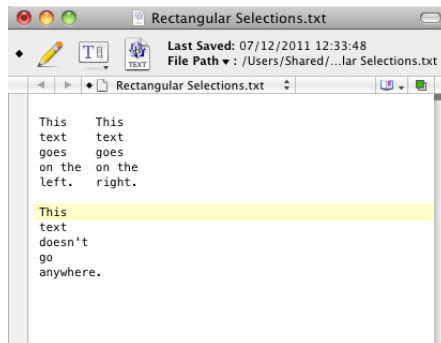 Rectangular Selections.txt
T
TEXT
Last Saved: 07/12/2011 12:33:48
File Path ▾ : /Users/Shared/...lar Selections.txt
Rectangular Selections.txt
This    This
text    text
goes    goes
on the  on the
left.   right.
This
text
doesn't
go
anywhere.